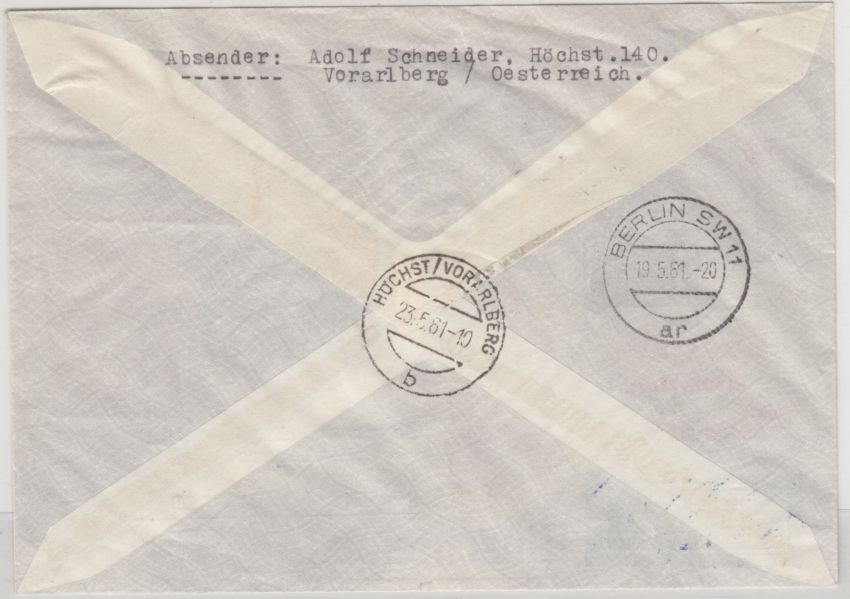 Absender: Adolf Schneider, Höchst.140.
Vorarlberg / Oesterreich.
BERLIN SW 11
19.5.61.-20
ar
HÖCHST/VORARLBERG
23.5.61-10
b